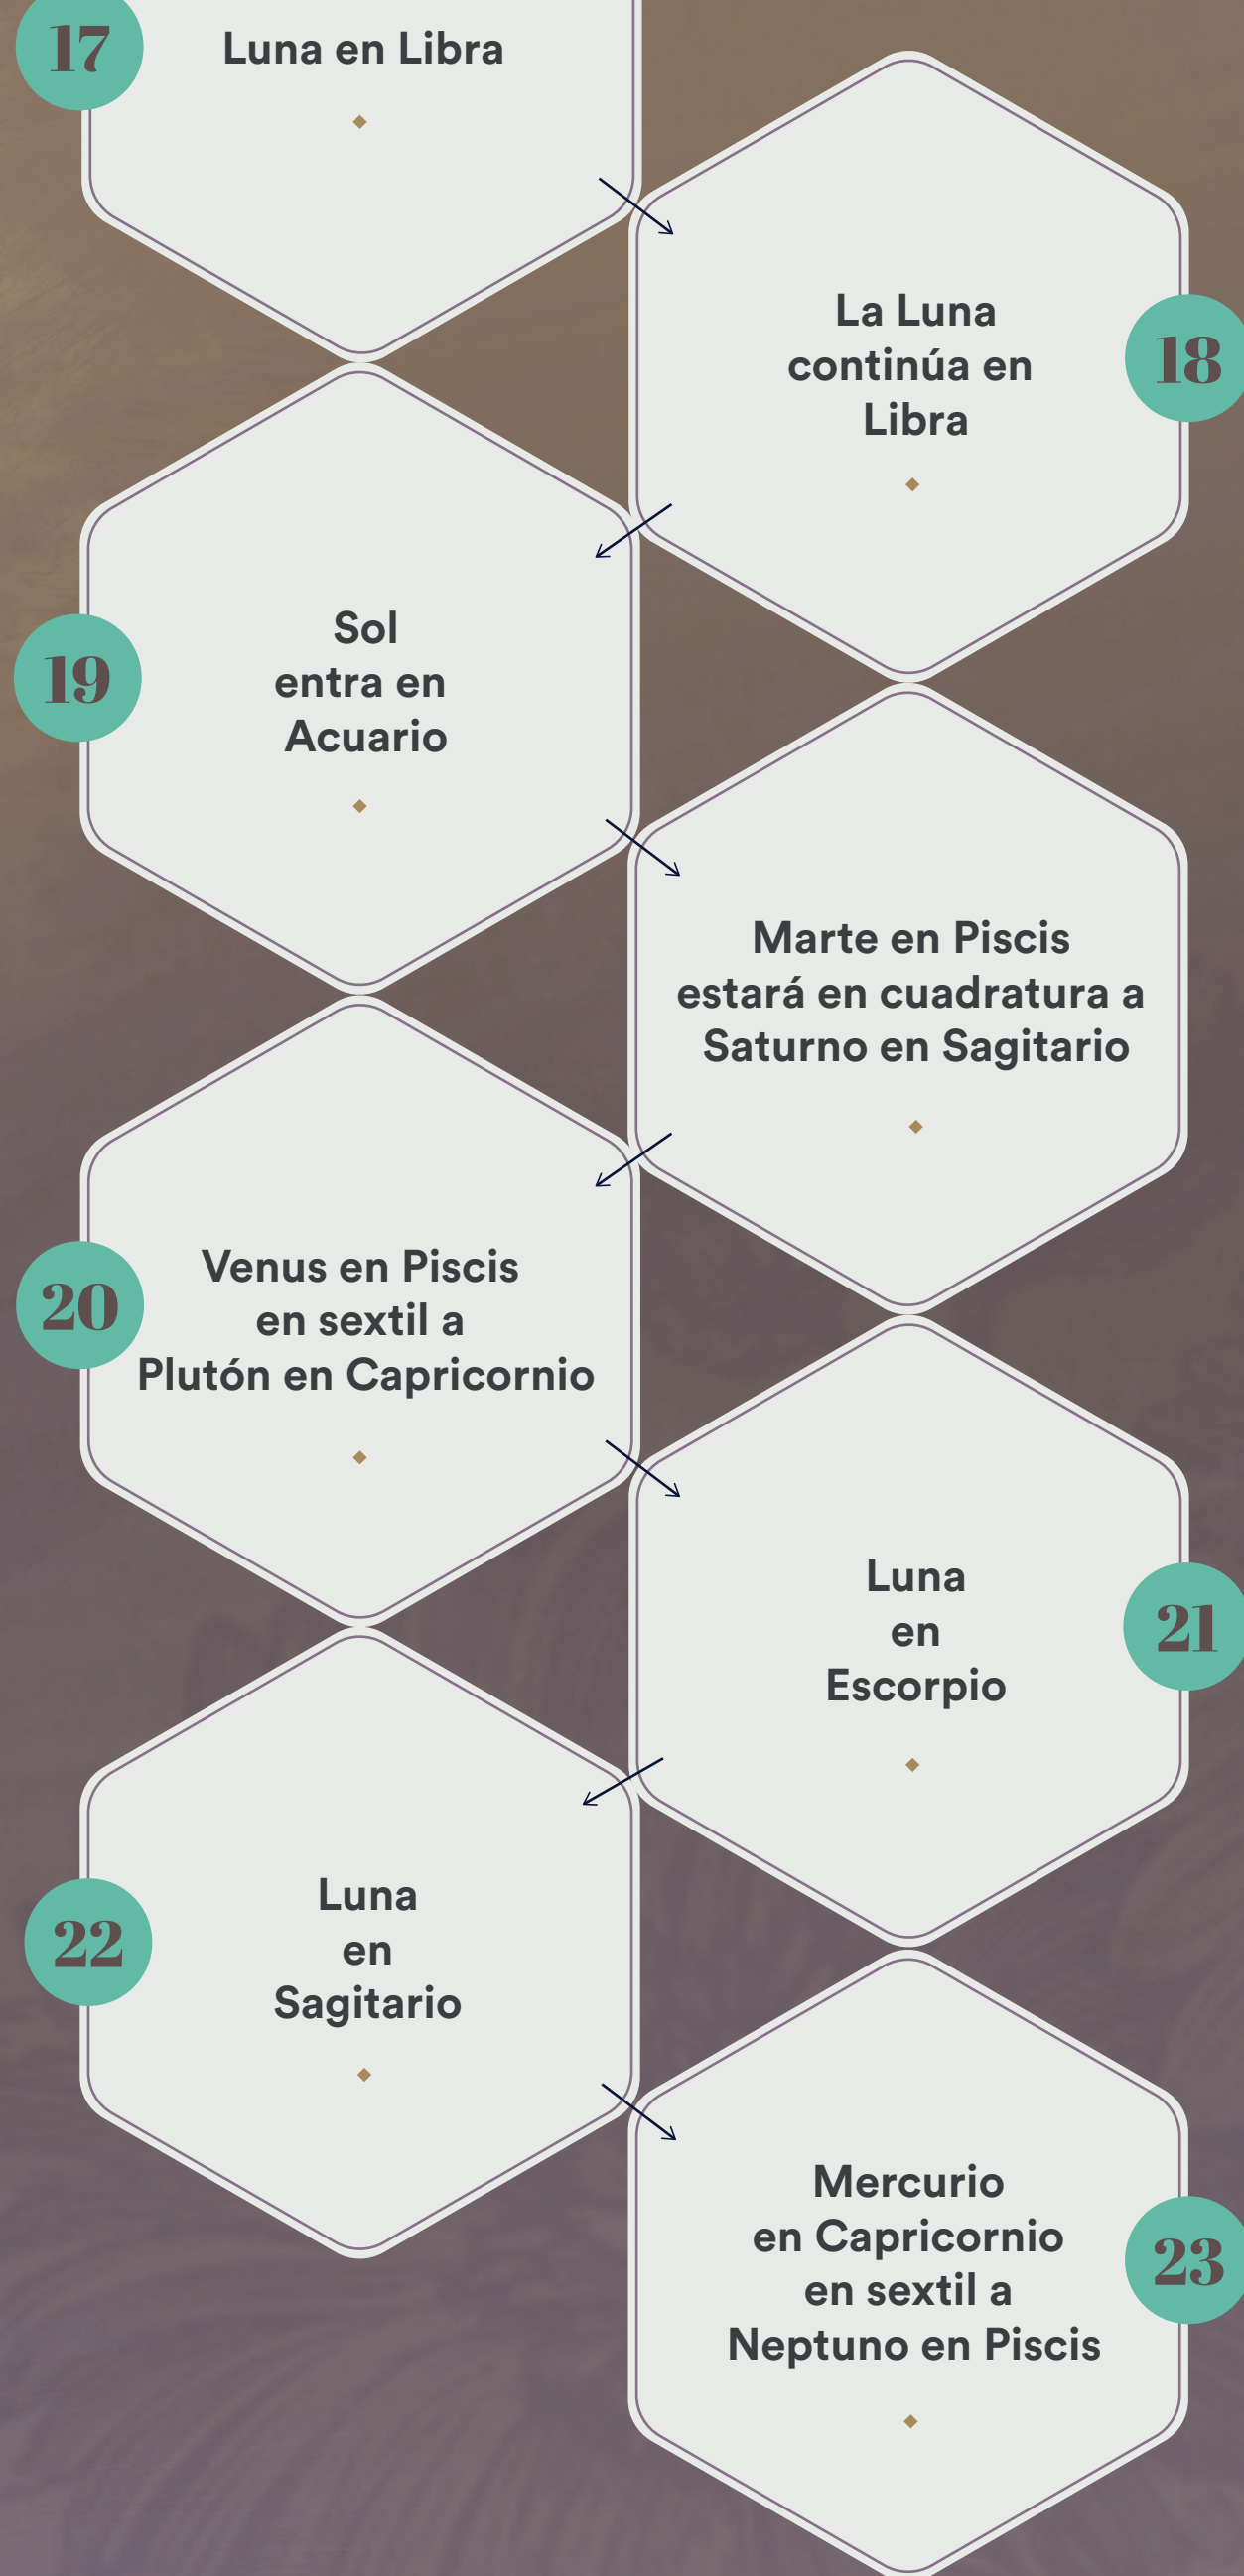 17
Luna en Libra
La Luna
continúa en
Libra
18
19
Sol
entra en
Acuario
Marte en Piscis
estará en cuadratura a
Saturno en Sagitario
20
Venus en Piscis
en sextil a
Plutón en Capricornio
Luna
en
Escorpio
21
22
Luna
en
Sagitario
Mercurio
en Capricornio
en sextil a
Neptuno en Piscis
23